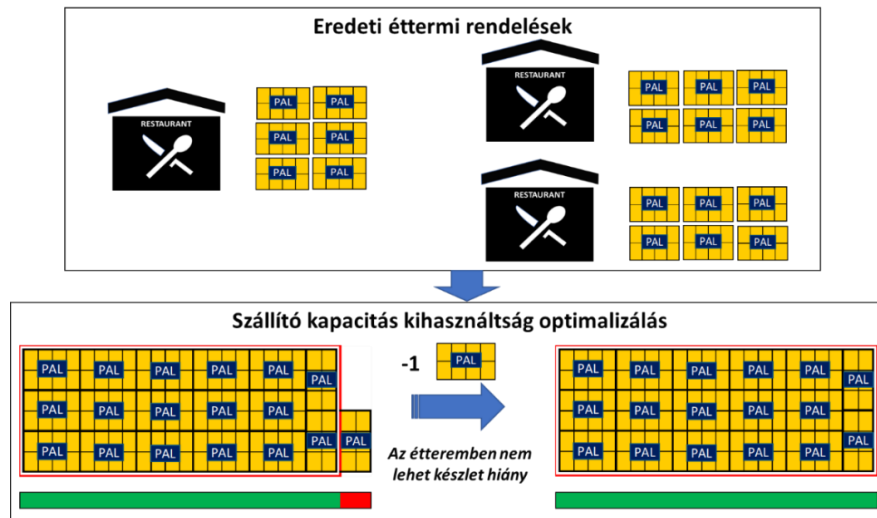 Eredeti éttermi rendelések
RESTAURANT
PAL PAL
PAL PAL
PAL PAL
RESTAURANT
PAL PAL PAL
PAL PAL PAL
RESTAURANT
PAL PAL PAL
PAL PAL PAL
Szállító kapacitás kihasználtság optimalizálás
PAL PAL PAL PAL PAL PAL
PAL PAL PAL PAL PAL
PAL PAL PAL PAL PAL PAL PAL
-1 PAL
Az étteremben nem
lehet készlet hiány
PAL PAL PAL PAL PAL PAL
PAL PAL PAL PAL PAL
PAL PAL PAL PAL PAL PAL